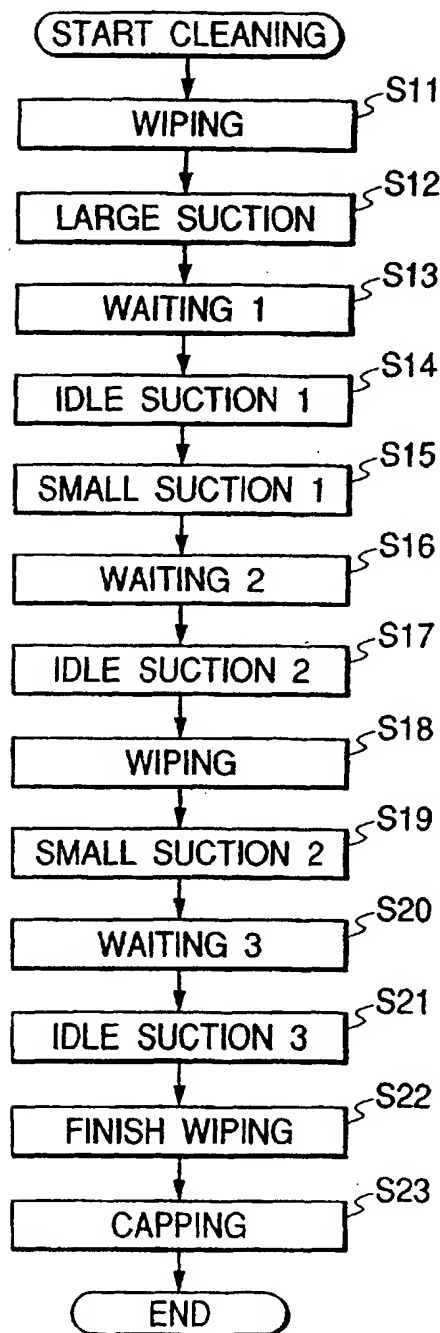 START CLEANING
S11
WIPING
S12
LARGE SUCTION
S13
WAITING 1
S14
IDLE SUCTION 1
S15
SMALL SUCTION 1
S16
WAITING 2
S17
IDLE SUCTION 2
S18
WIPING
S19
SMALL SUCTION 2
S20
WAITING 3
S21
IDLE SUCTION 3
S22
FINISH WIPING
S23
CAPPING
END